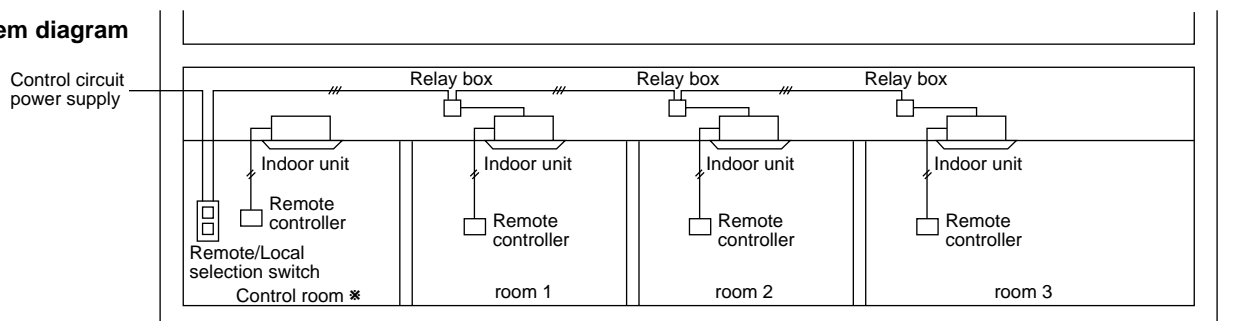 em diagram
Control circuit
power supply
Relay box
Relay box
Relay box
Indoor unit
Indoor unit
Indoor unit
Indoor unit
Remote
controller
Remote
controller
Remote
controller
Remote
controller
Remote/Local
selection switch
Control room ※
room 1
room 2
room 3